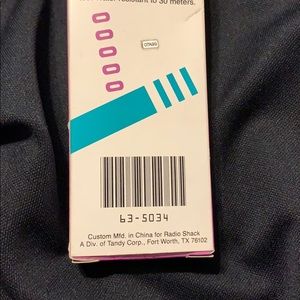 resistant to 30 meters.
63-5034
Custom Mfd. in China for Radio Shack
A Div. of Tandy Corp., Fort Worth, TX 76102